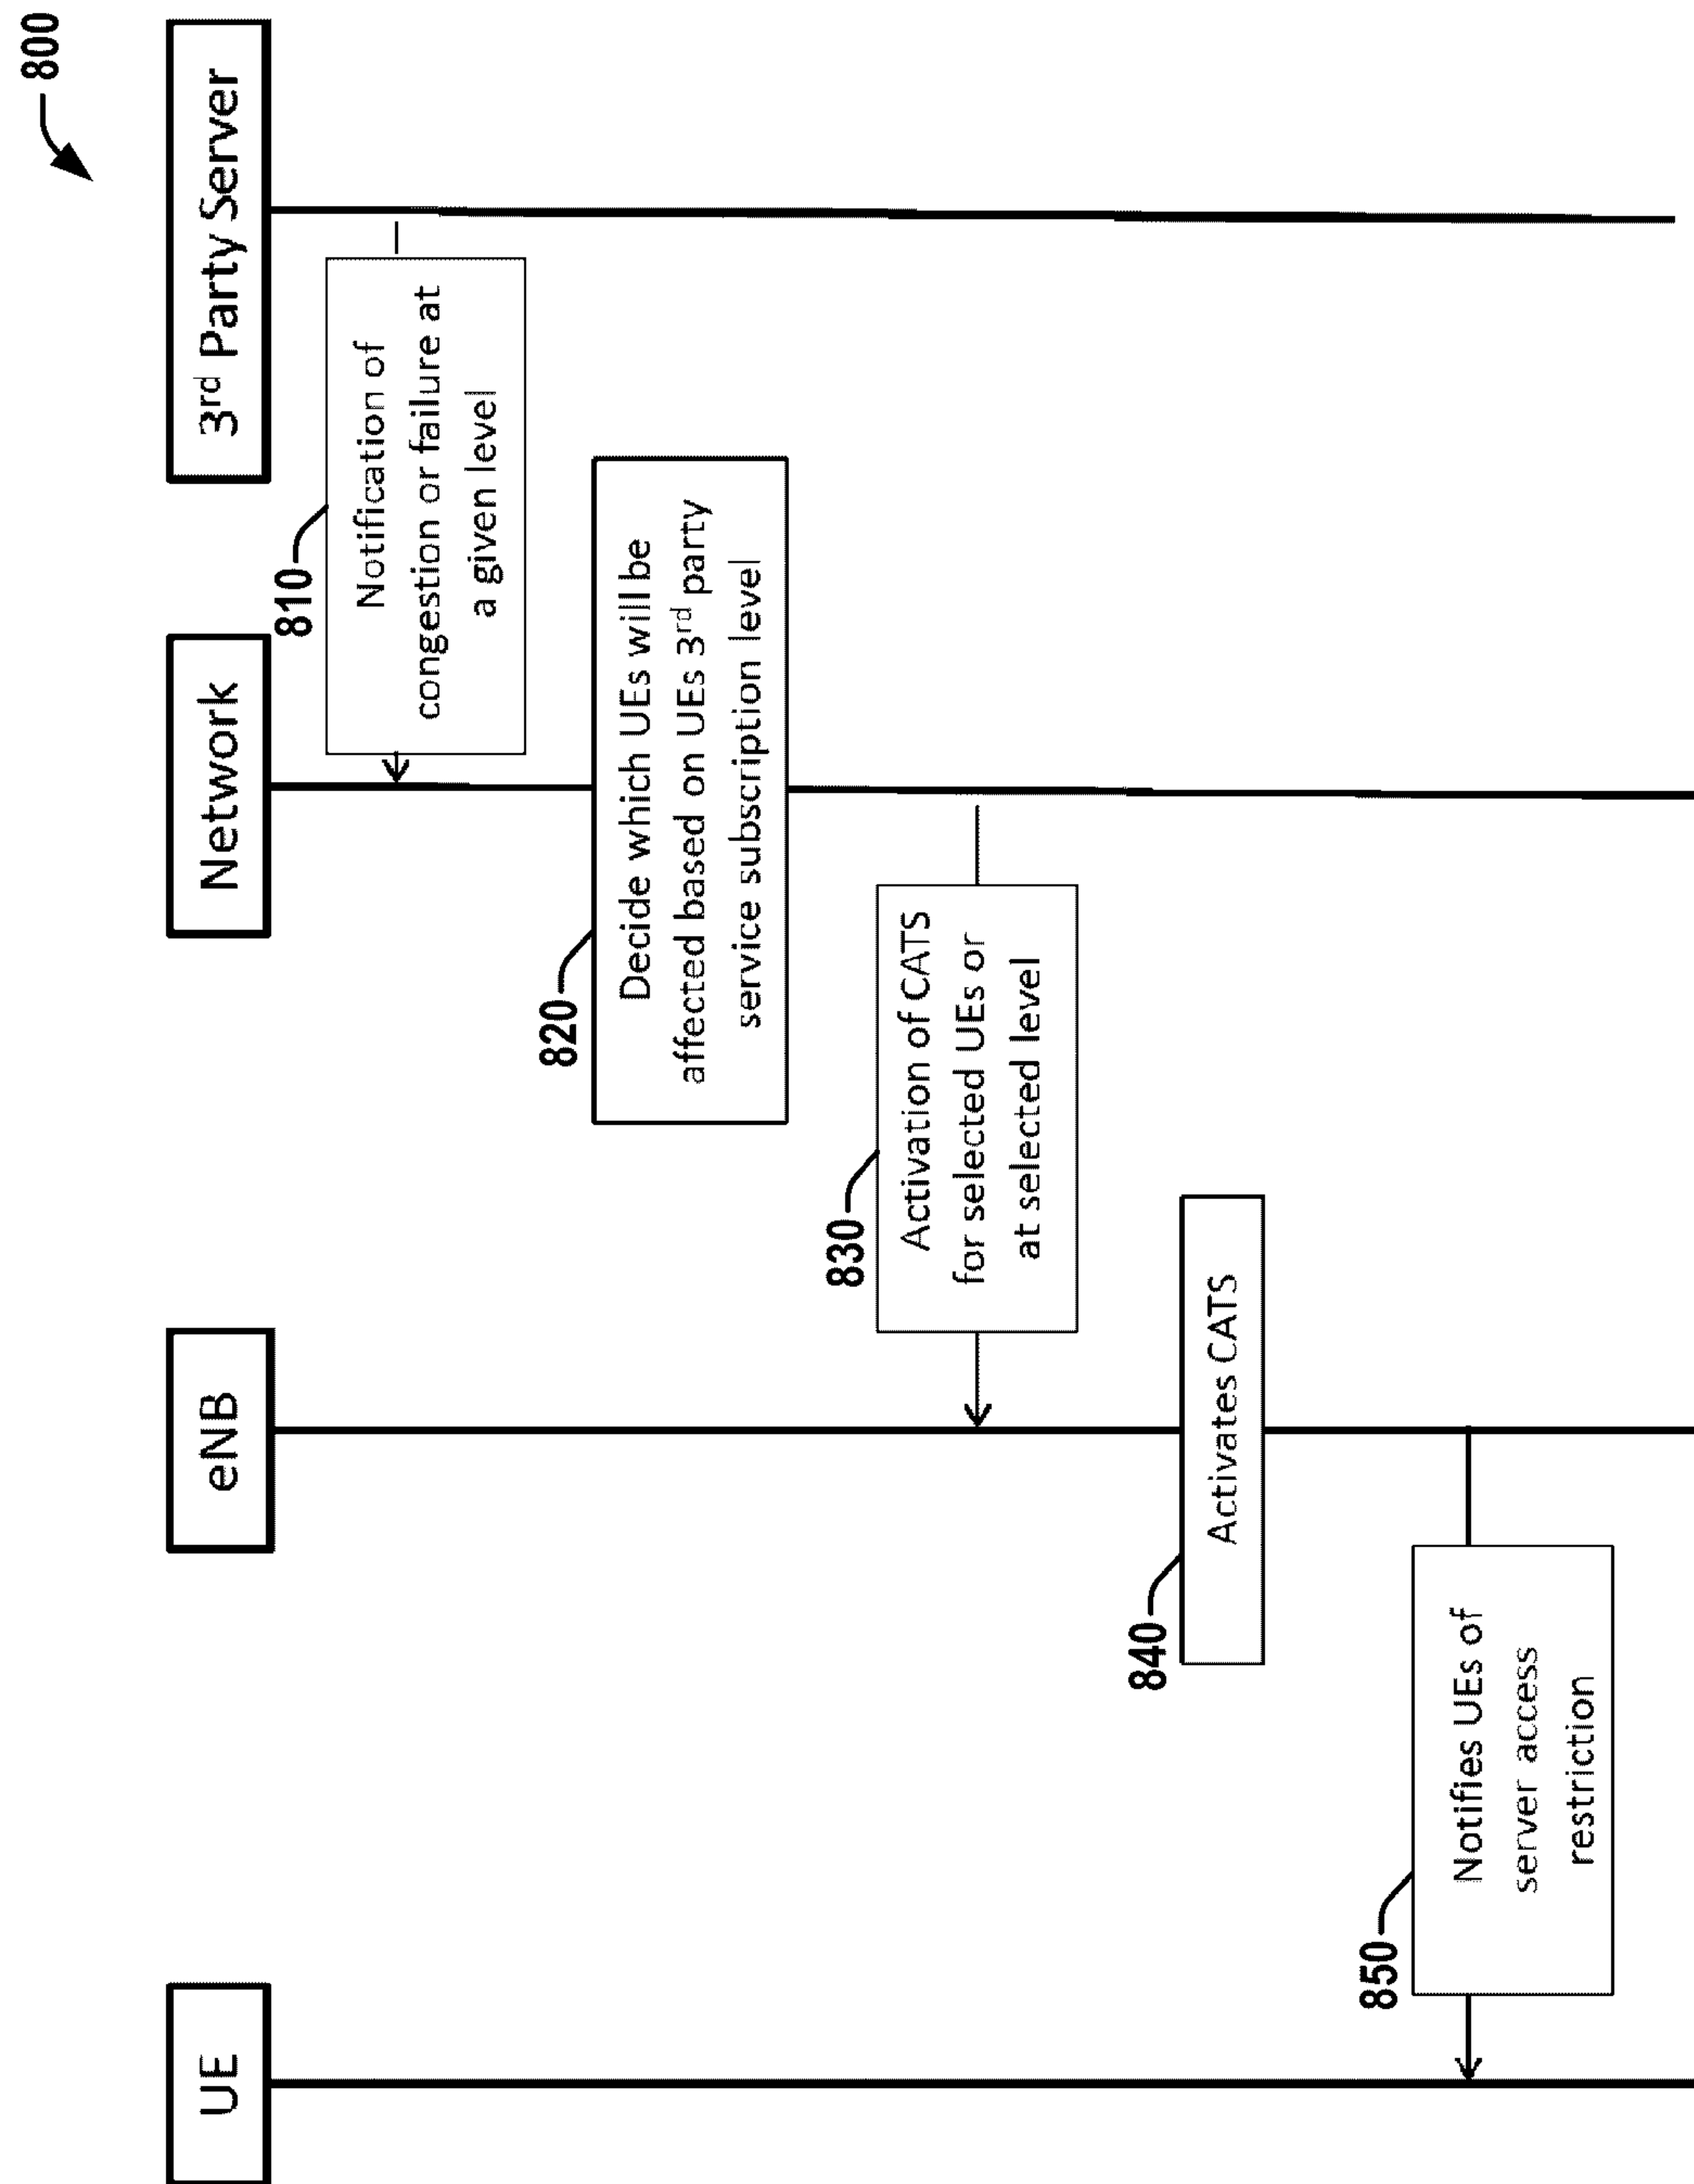 800
UE
eNB
Network
3rd Party Server
810
Notification of
congestion or failure at
a given level
820
Decide which UEs will be
affected based on UEs 3rd party
service subscription level
830
Activation of CATS
for selected UEs or
at selected level
840
Activates CATS
850
Notifies UEs of
server access
restriction